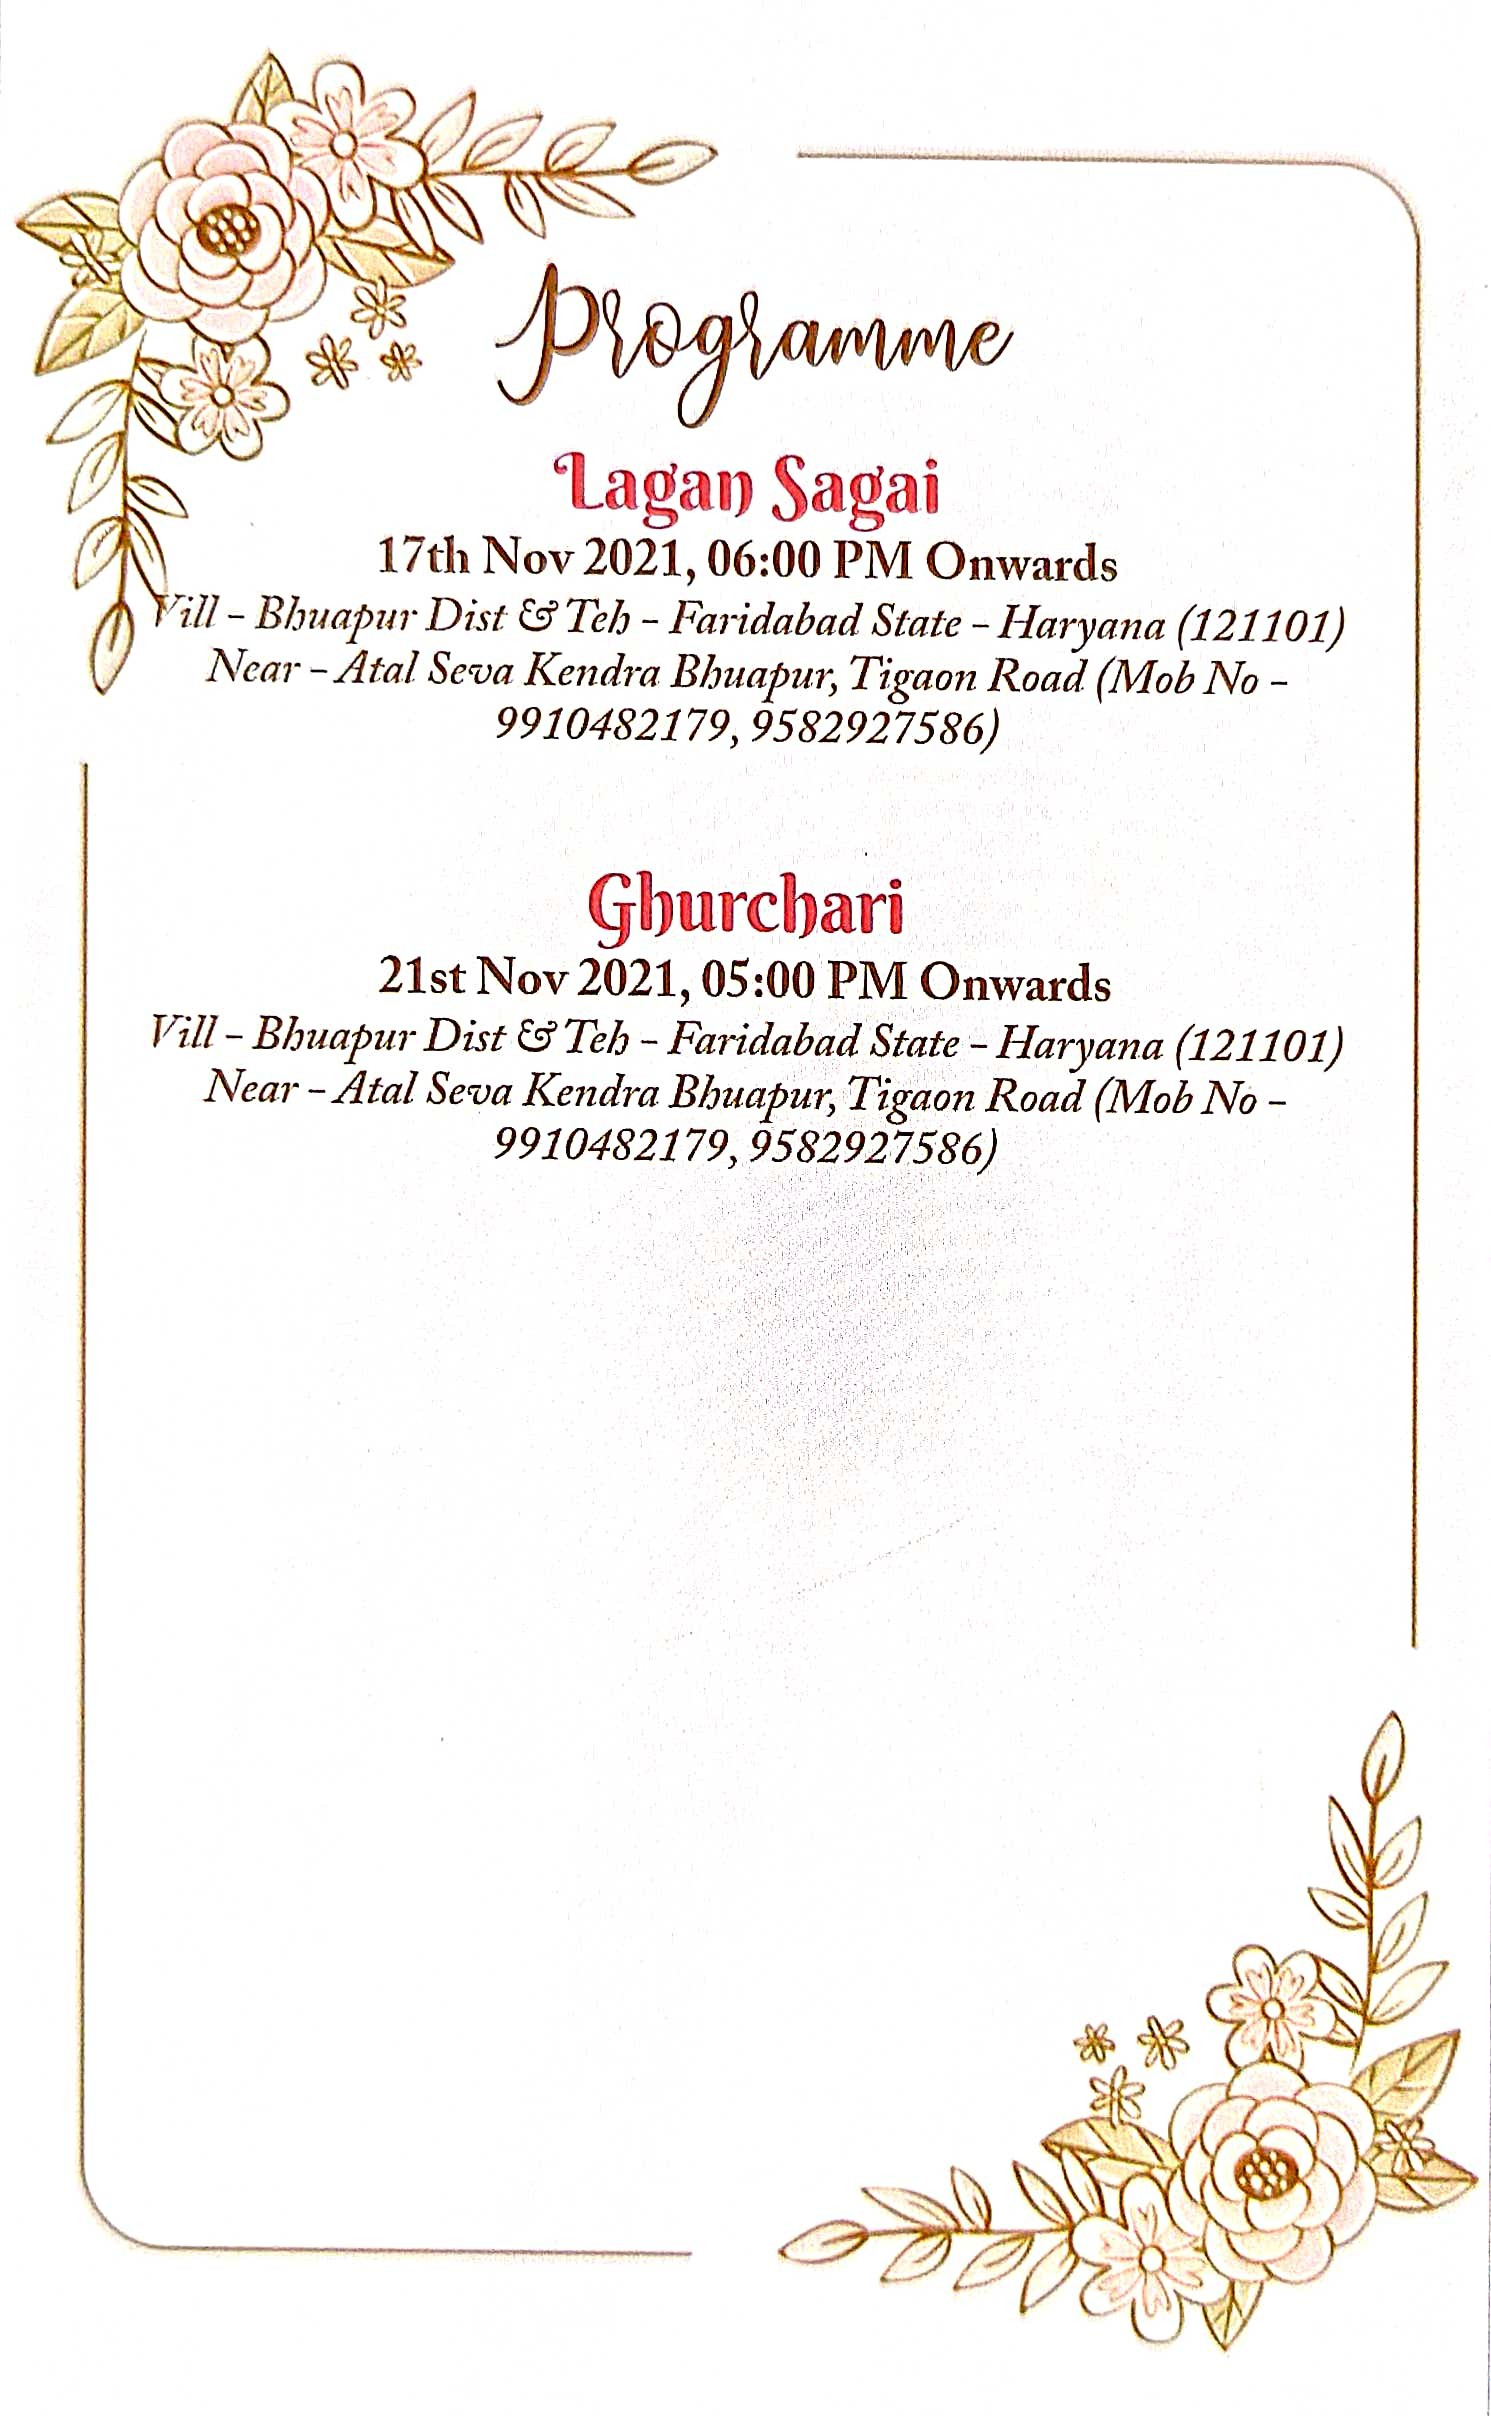 Programme
Lagan Sagai
17th Nov 2021, 06:00 PM Onwards
Vill - Bhuapur Dist & Teh - Faridabad State - Haryana (121101)
Near - Atal Seva Kendra Bhuapur, Tigaon Road (Mob No -
9910482179, 9582927586)
Ghurchari
21st Nov 2021, 05:00 PM Onwards
Vill - Bhuapur Dist & Teh - Faridabad State - Haryana (121101)
Near - Atal Seva Kendra Bhuapur, Tigaon Road (Mob No -
9910482179, 9582927586)